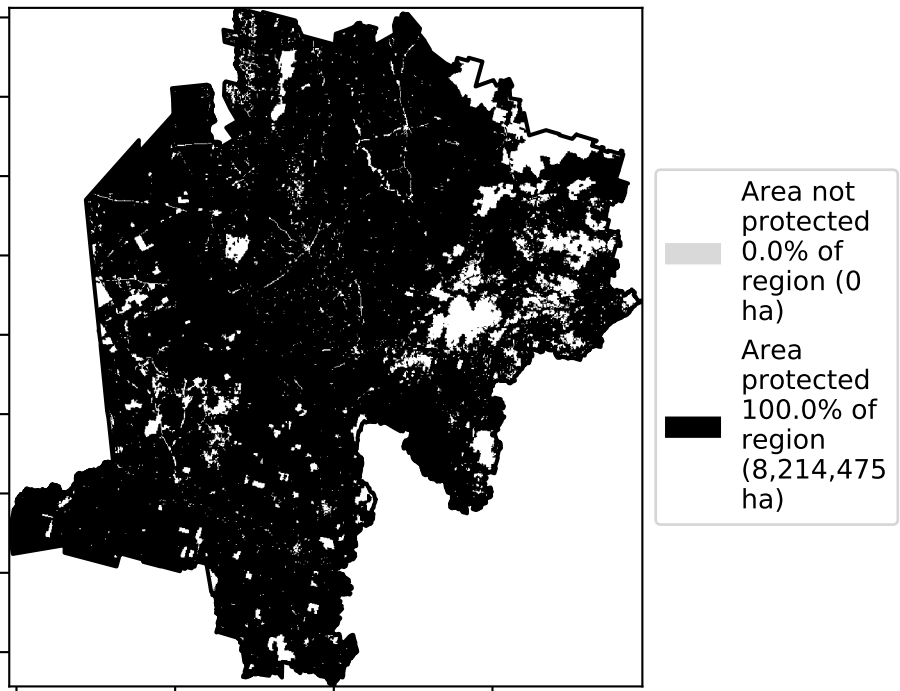 Area not
protected
0.0% of
region (0
ha)
Area
protected
100.0% of
region
(8,214,475
ha)